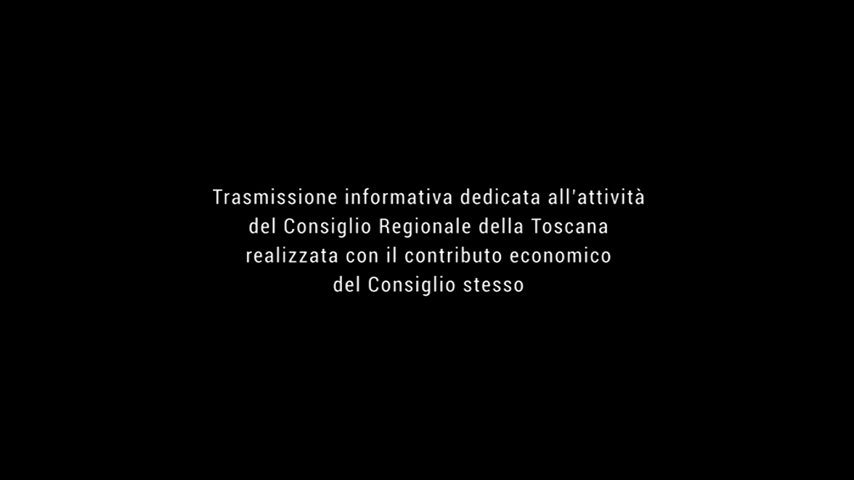 Trasmissione informativa dedicata all'attività
del Consiglio Regionale della Toscana
realizzata con il contributo economico
del Consiglio stesso